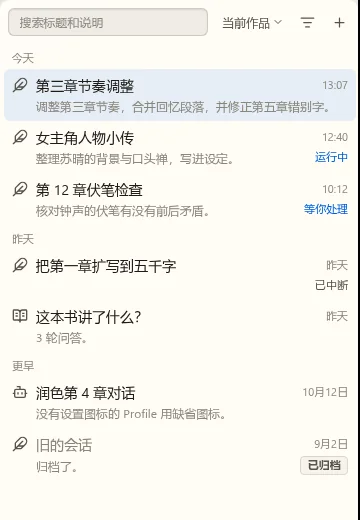 搜索标题和说明
当前作品
今天
第三章节奏调整 13:07
调整第三章节奏，合并回忆段落，并修正第五章错别字。
女主角人物小传 12:40
整理苏晴的背景与口头禅，写进设定。 运行中
第 12 章伏笔检查 10:12
核对钟声的伏笔有没有前后矛盾。 等你处理
昨天
把第一章扩写到五千字 昨天
已中断
这本书讲了什么？ 昨天
3 轮问答。
更早
润色第 4 章对话 10月12日
没有设置图标的 Profile 用缺省图标。
旧的会话 9月2日
归档了。 已归档